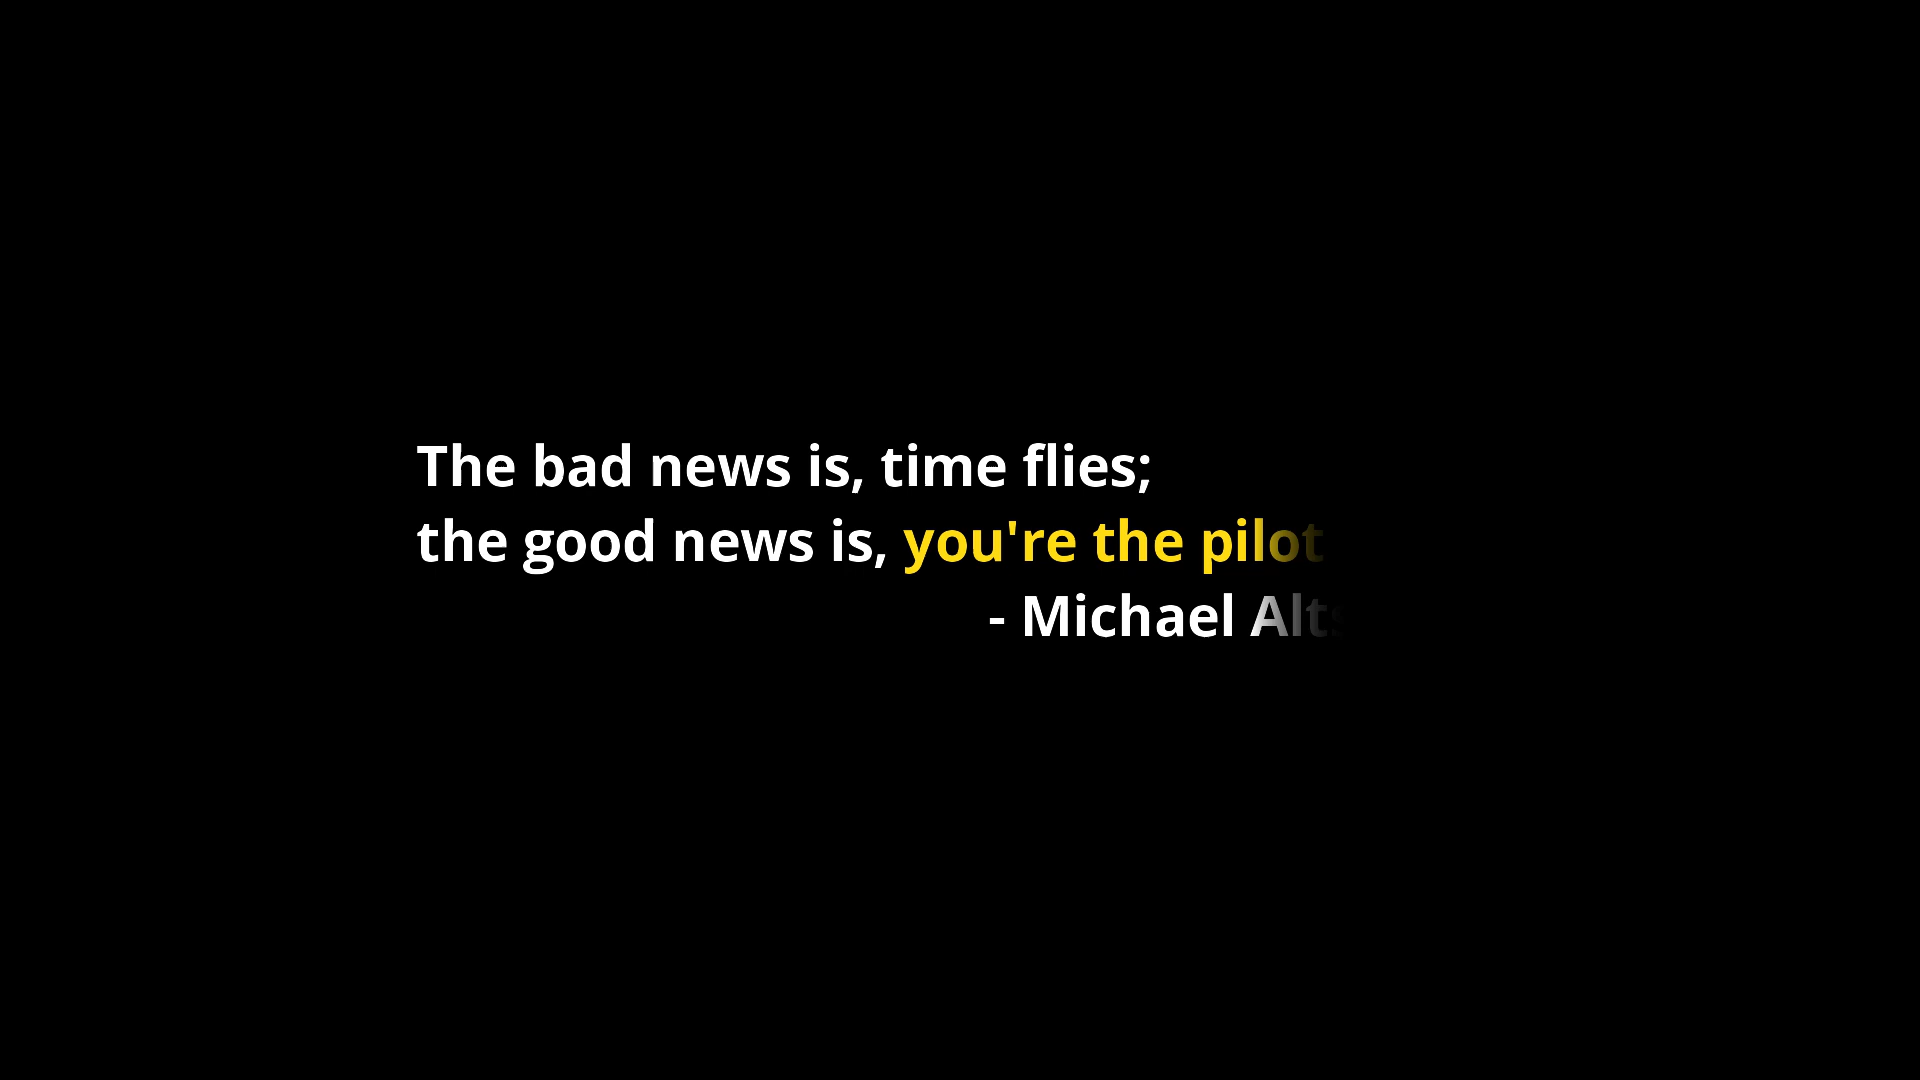 The bad news is, time flies;
the good news is, you're the pilot
- Michael